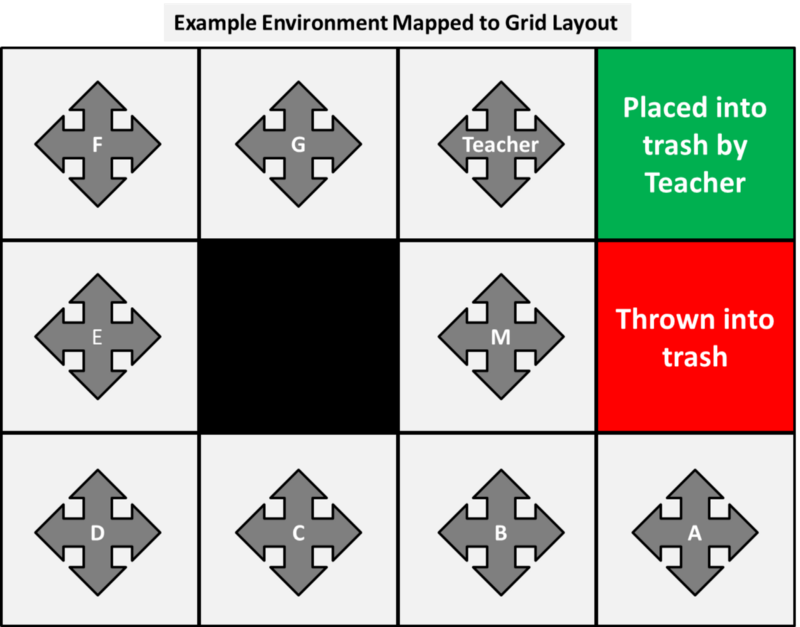 Example Environment Mapped to Grid Layout
F
G
Teacher
Placed into
trash by
Teacher
E
M
Thrown into
trash
D
C
B
A